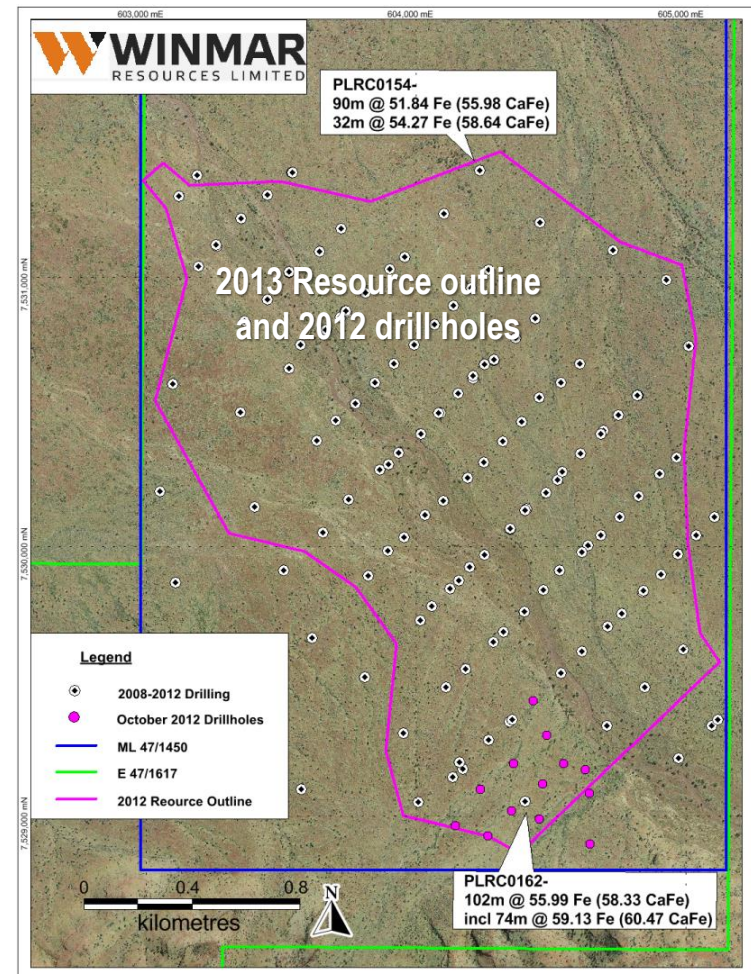 603,000 mE
604,000 mE
605,000 mE
WINMAR
RESOURCES LIMITED
PLRC0154-
90m @ 51.84 Fe (55.98 CaFe)
32m @ 54.27 Fe (58.64 CaFe)
7,531,000 mN
2013 Resource outline
and 2012 drill holes
7,530,000 mN
Legend
2008-2012 Drilling
October 2012 Drillholes
ML 47/1450
E 47/1617
2012 Reource Outline
7,529,000 mN
PLRC0162-
102m @ 55.99 Fe (58.33 CaFe)
incl 74m @ 59.13 Fe (60.47 CaFe)
0 0.4 0.8
kilometres
N